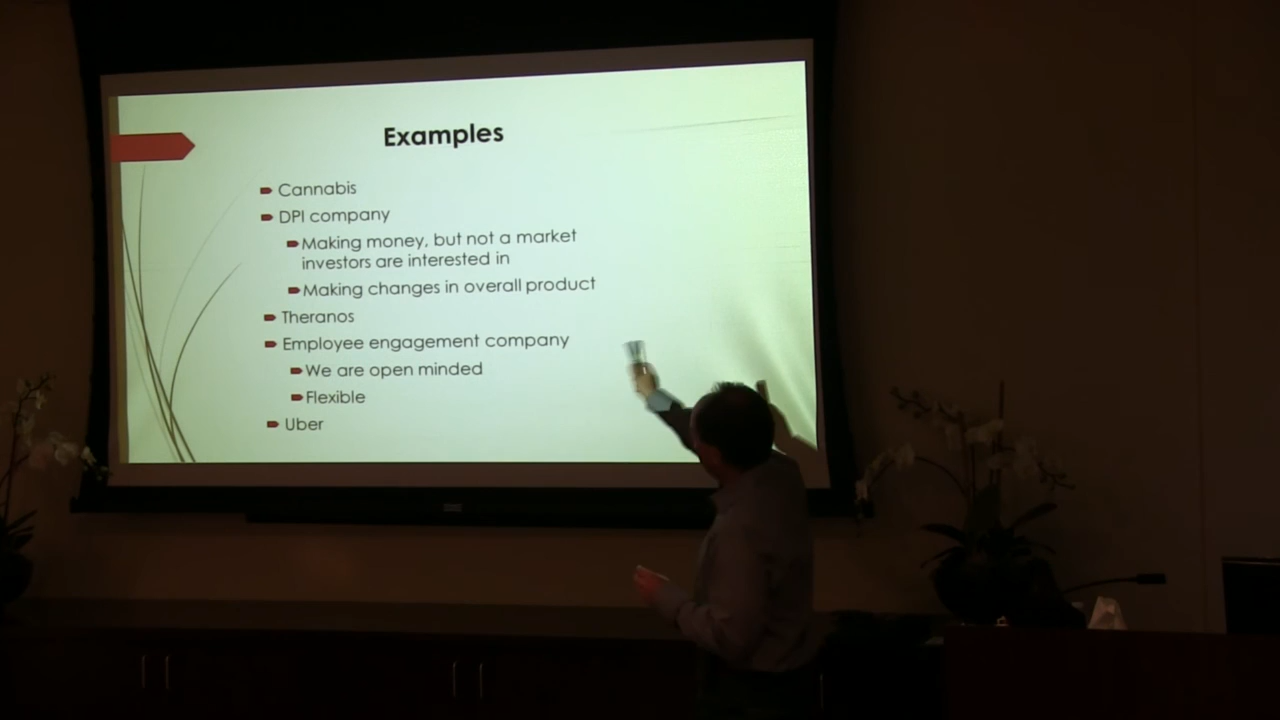 Examples
Cannabis
DPI company
Making money, but not a market
investors are interested in
Making changes in overall product
Theranos
Employee engagement company
We are open minded
Flexible
Uber